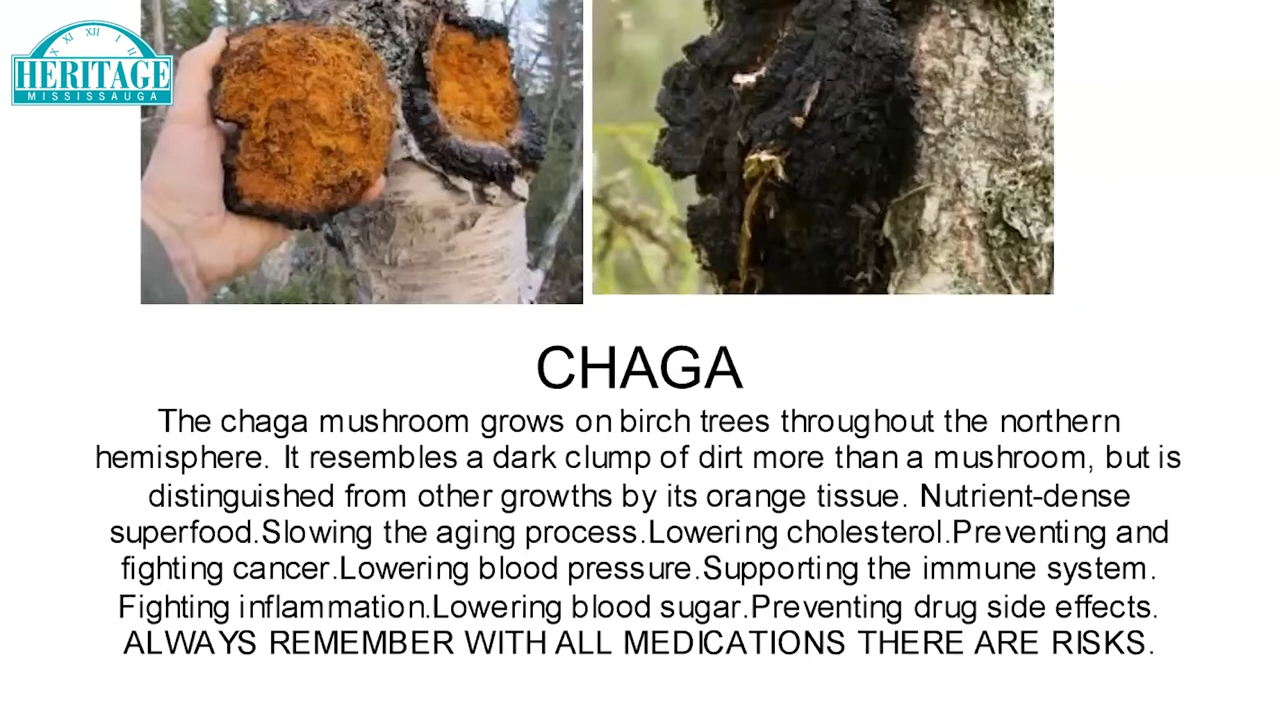 XI XII I II
HERITAGE
MISSISSAUGA
CHAGA
The chaga mushroom grows on birch trees throughout the northern
hemisphere. It resembles a dark clump of dirt more than a mushroom, but is
distinguished from other growths by its orange tissue. Nutrient-dense
superfood.Slowing the aging process.Lowering cholesterol.Preventing and
fighting cancer.Lowering blood pressure.Supporting the immune system.
Fighting inflammation.Lowering blood sugar.Preventing drug side effects.
ALWAYS REMEMBER WITH ALL MEDICATIONS THERE ARE RISKS.